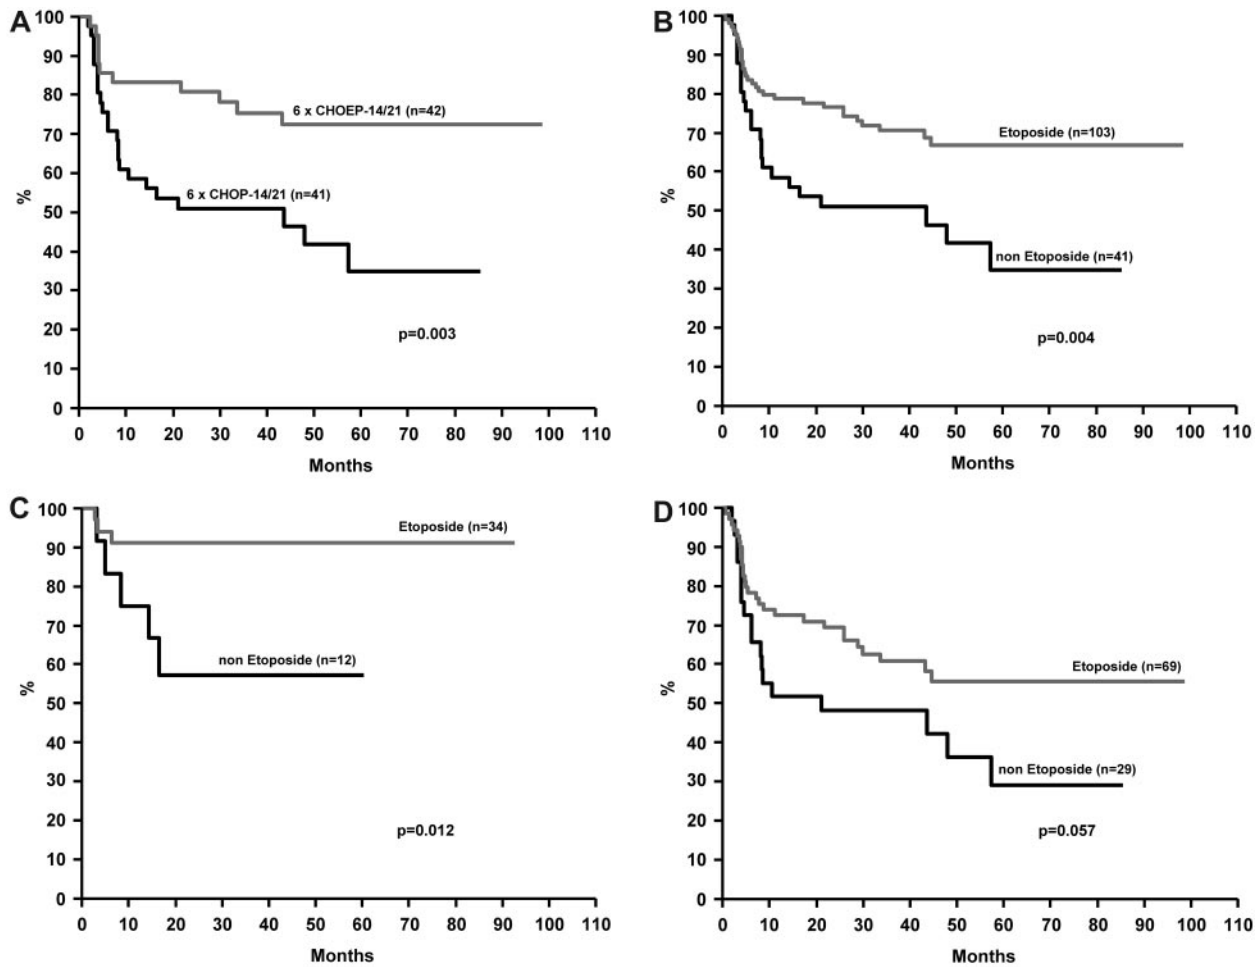 A
100
90
80
70
60
50
40
30
20
10
0
%
6 x CHOEP-14/21 (n=42)
6 x CHOP-14/21 (n=41)
p=0.003
0 10 20 30 40 50 60 70 80 90 100 110
Months
B
100
90
80
70
60
50
40
30
20
10
0
%
Etoposide (n=103)
non Etoposide (n=41)
p=0.004
0 10 20 30 40 50 60 70 80 90 100 110
Months
C
100
90
80
70
60
50
40
30
20
10
0
%
Etoposide (n=34)
non Etoposide (n=12)
p=0.012
0 10 20 30 40 50 60 70 80 90 100 110
Months
D
100
90
80
70
60
50
40
30
20
10
0
%
Etoposide (n=69)
non Etoposide (n=29)
p=0.057
0 10 20 30 40 50 60 70 80 90 100 110
Months